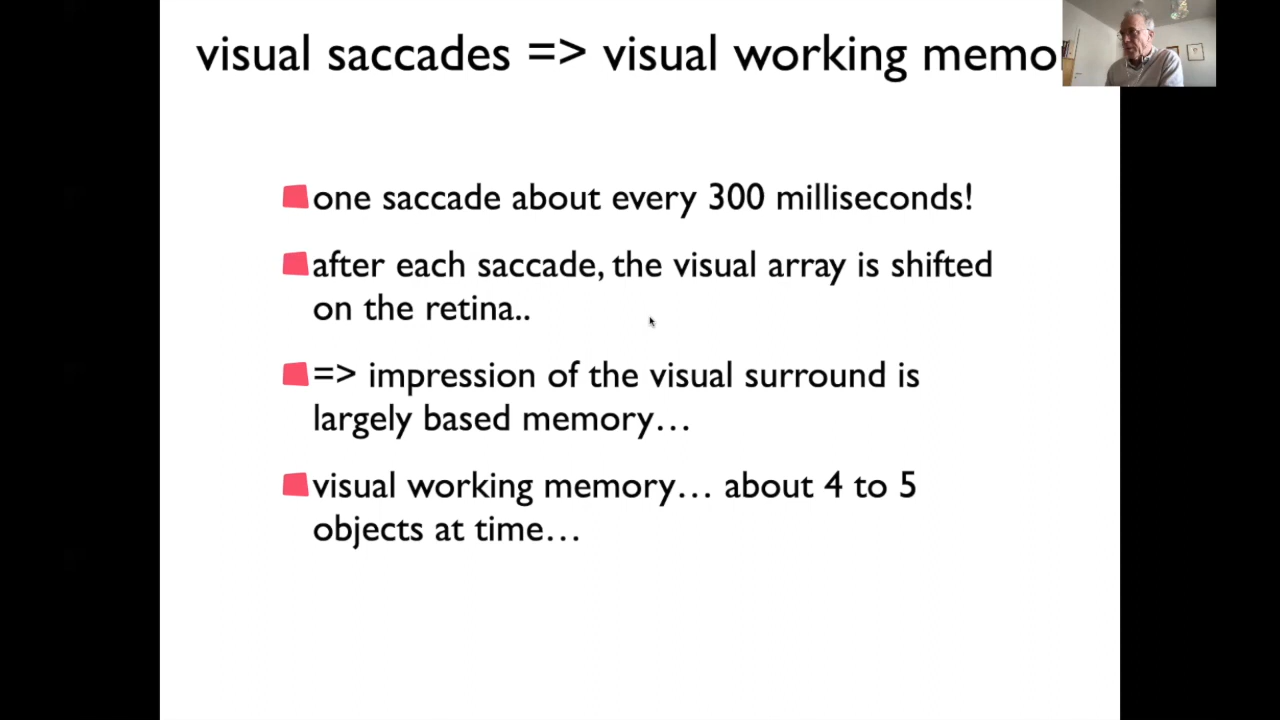 visual saccades => visual working memo
one saccade about every 300 milliseconds!
after each saccade, the visual array is shifted
on the retina..
=> impression of the visual surround is
largely based memory…
visual working memory… about 4 to 5
objects at time…